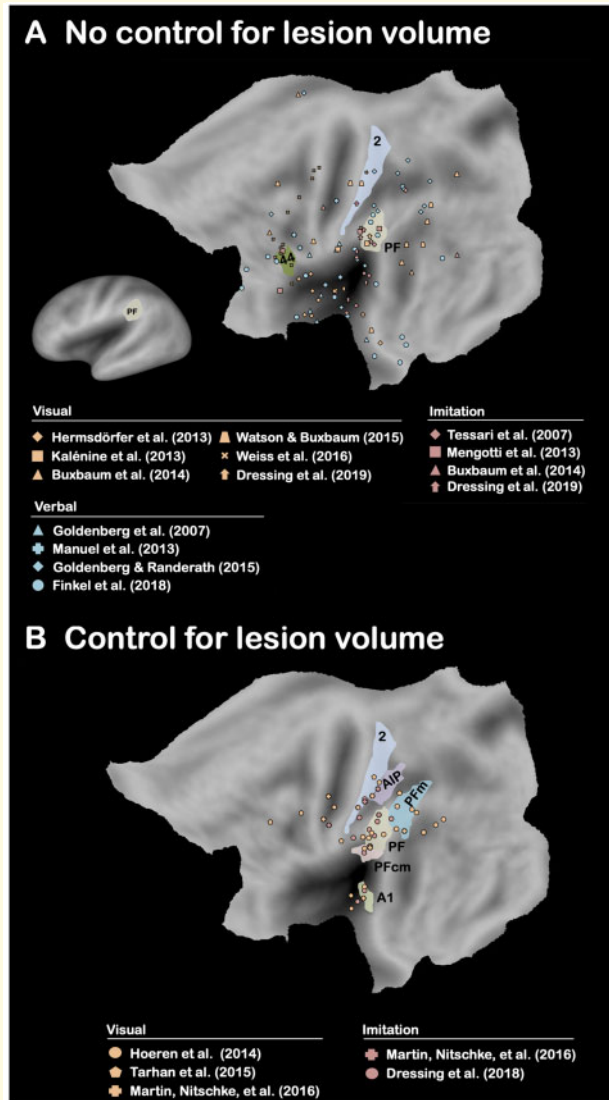 A No control for lesion volume
2
PF
44
PF
Visual
Hermsdörfer et al. (2013)
Kalénine et al. (2013)
Buxbaum et al. (2014)
Watson & Buxbaum (2015)
Weiss et al. (2016)
Dressing et al. (2019)
Imitation
Tessari et al. (2007)
Mengotti et al. (2013)
Buxbaum et al. (2014)
Dressing et al. (2019)
Verbal
Goldenberg et al. (2007)
Manuel et al. (2013)
Goldenberg & Randerath (2015)
Finkel et al. (2018)
B Control for lesion volume
2
AIP
PFm
PF
PFcm
A1
Visual
Hoeren et al. (2014)
Tarhan et al. (2015)
Martin, Nitschke, et al. (2016)
Imitation
Martin, Nitschke, et al. (2016)
Dressing et al. (2018)